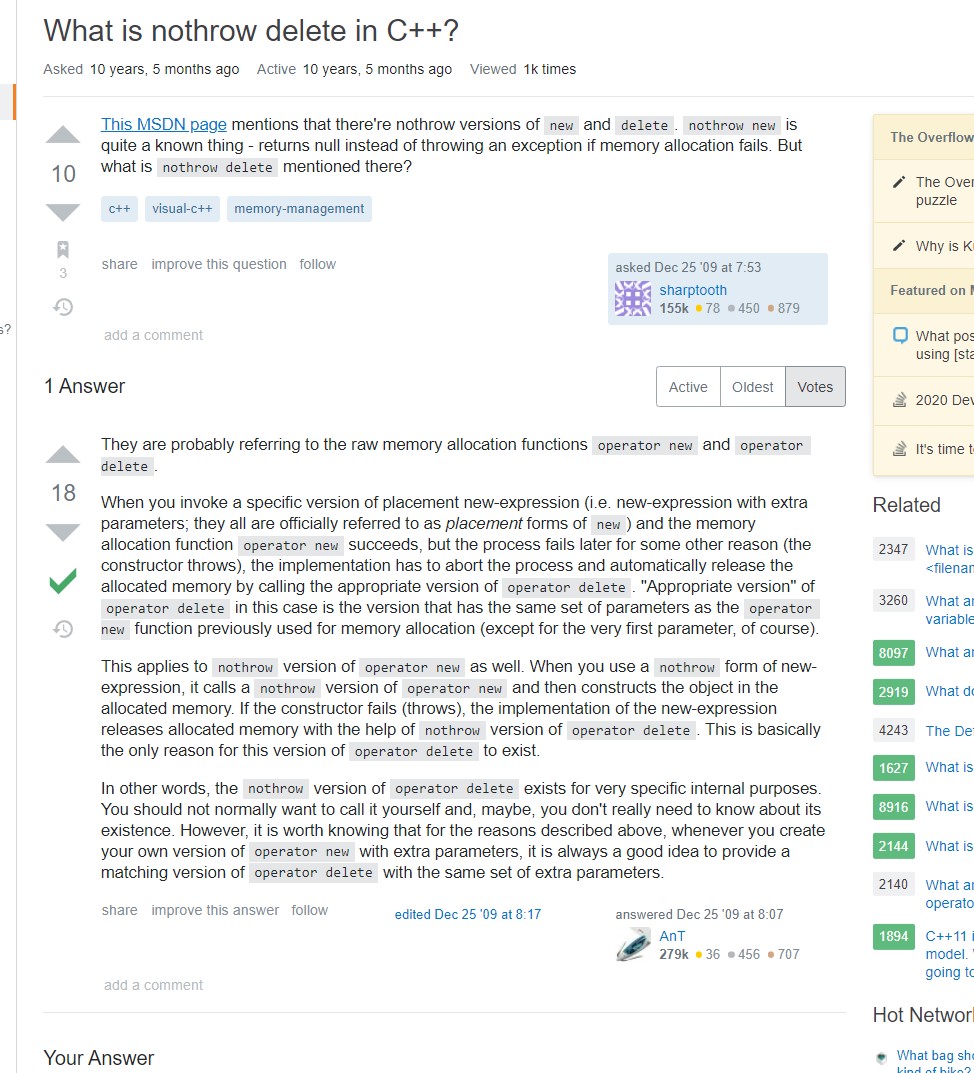 What is nothrow delete in C++?
Asked 10 years, 5 months ago Active 10 years, 5 months ago Viewed 1k times
This MSDN page mentions that there're nothrow versions of new and delete. nothrow new is
quite a known thing - returns null instead of throwing an exception if memory allocation fails. But
what is nothrow delete mentioned there?
10
c++ visual-c++ memory-management
3
share improve this question follow
asked Dec 25 '09 at 7:53
sharptooth
155k 78 450 879
s?
add a comment
1 Answer
Active Oldest Votes
They are probably referring to the raw memory allocation functions operator new and operator
delete.
18
When you invoke a specific version of placement new-expression (i.e. new-expression with extra
parameters; they all are officially referred to as placement forms of new) and the memory
allocation function operator new succeeds, but the process fails later for some other reason (the
constructor throws), the implementation has to abort the process and automatically release the
allocated memory by calling the appropriate version of operator delete. "Appropriate version" of
operator delete in this case is the version that has the same set of parameters as the operator
new function previously used for memory allocation (except for the very first parameter, of course).
This applies to nothrow version of operator new as well. When you use a nothrow form of new-
expression, it calls a nothrow version of operator new and then constructs the object in the
allocated memory. If the constructor fails (throws), the implementation of the new-expression
releases allocated memory with the help of nothrow version of operator delete. This is basically
the only reason for this version of operator delete to exist.
In other words, the nothrow version of operator delete exists for very specific internal purposes.
You should not normally want to call it yourself and, maybe, you don't really need to know about its
existence. However, it is worth knowing that for the reasons described above, whenever you create
your own version of operator new with extra parameters, it is always a good idea to provide a
matching version of operator delete with the same set of extra parameters.
share improve this answer follow
edited Dec 25 '09 at 8:17
answered Dec 25 '09 at 8:07
AnT
279k 36 456 707
add a comment
Your Answer
The Overflow
The Over
puzzle
Why is K
Featured on M
What pos
using [sta
2020 Dev
It's time t
Related
2347 What is
<filenan
3260 What ar
variable
8097 What ar
2919 What do
4243 The De
1627 What is
8916 What is
2144 What is
2140 What ar
operato
1894 C++11 i
model.
going to
Hot Networ
What bag sho
kind of bike?